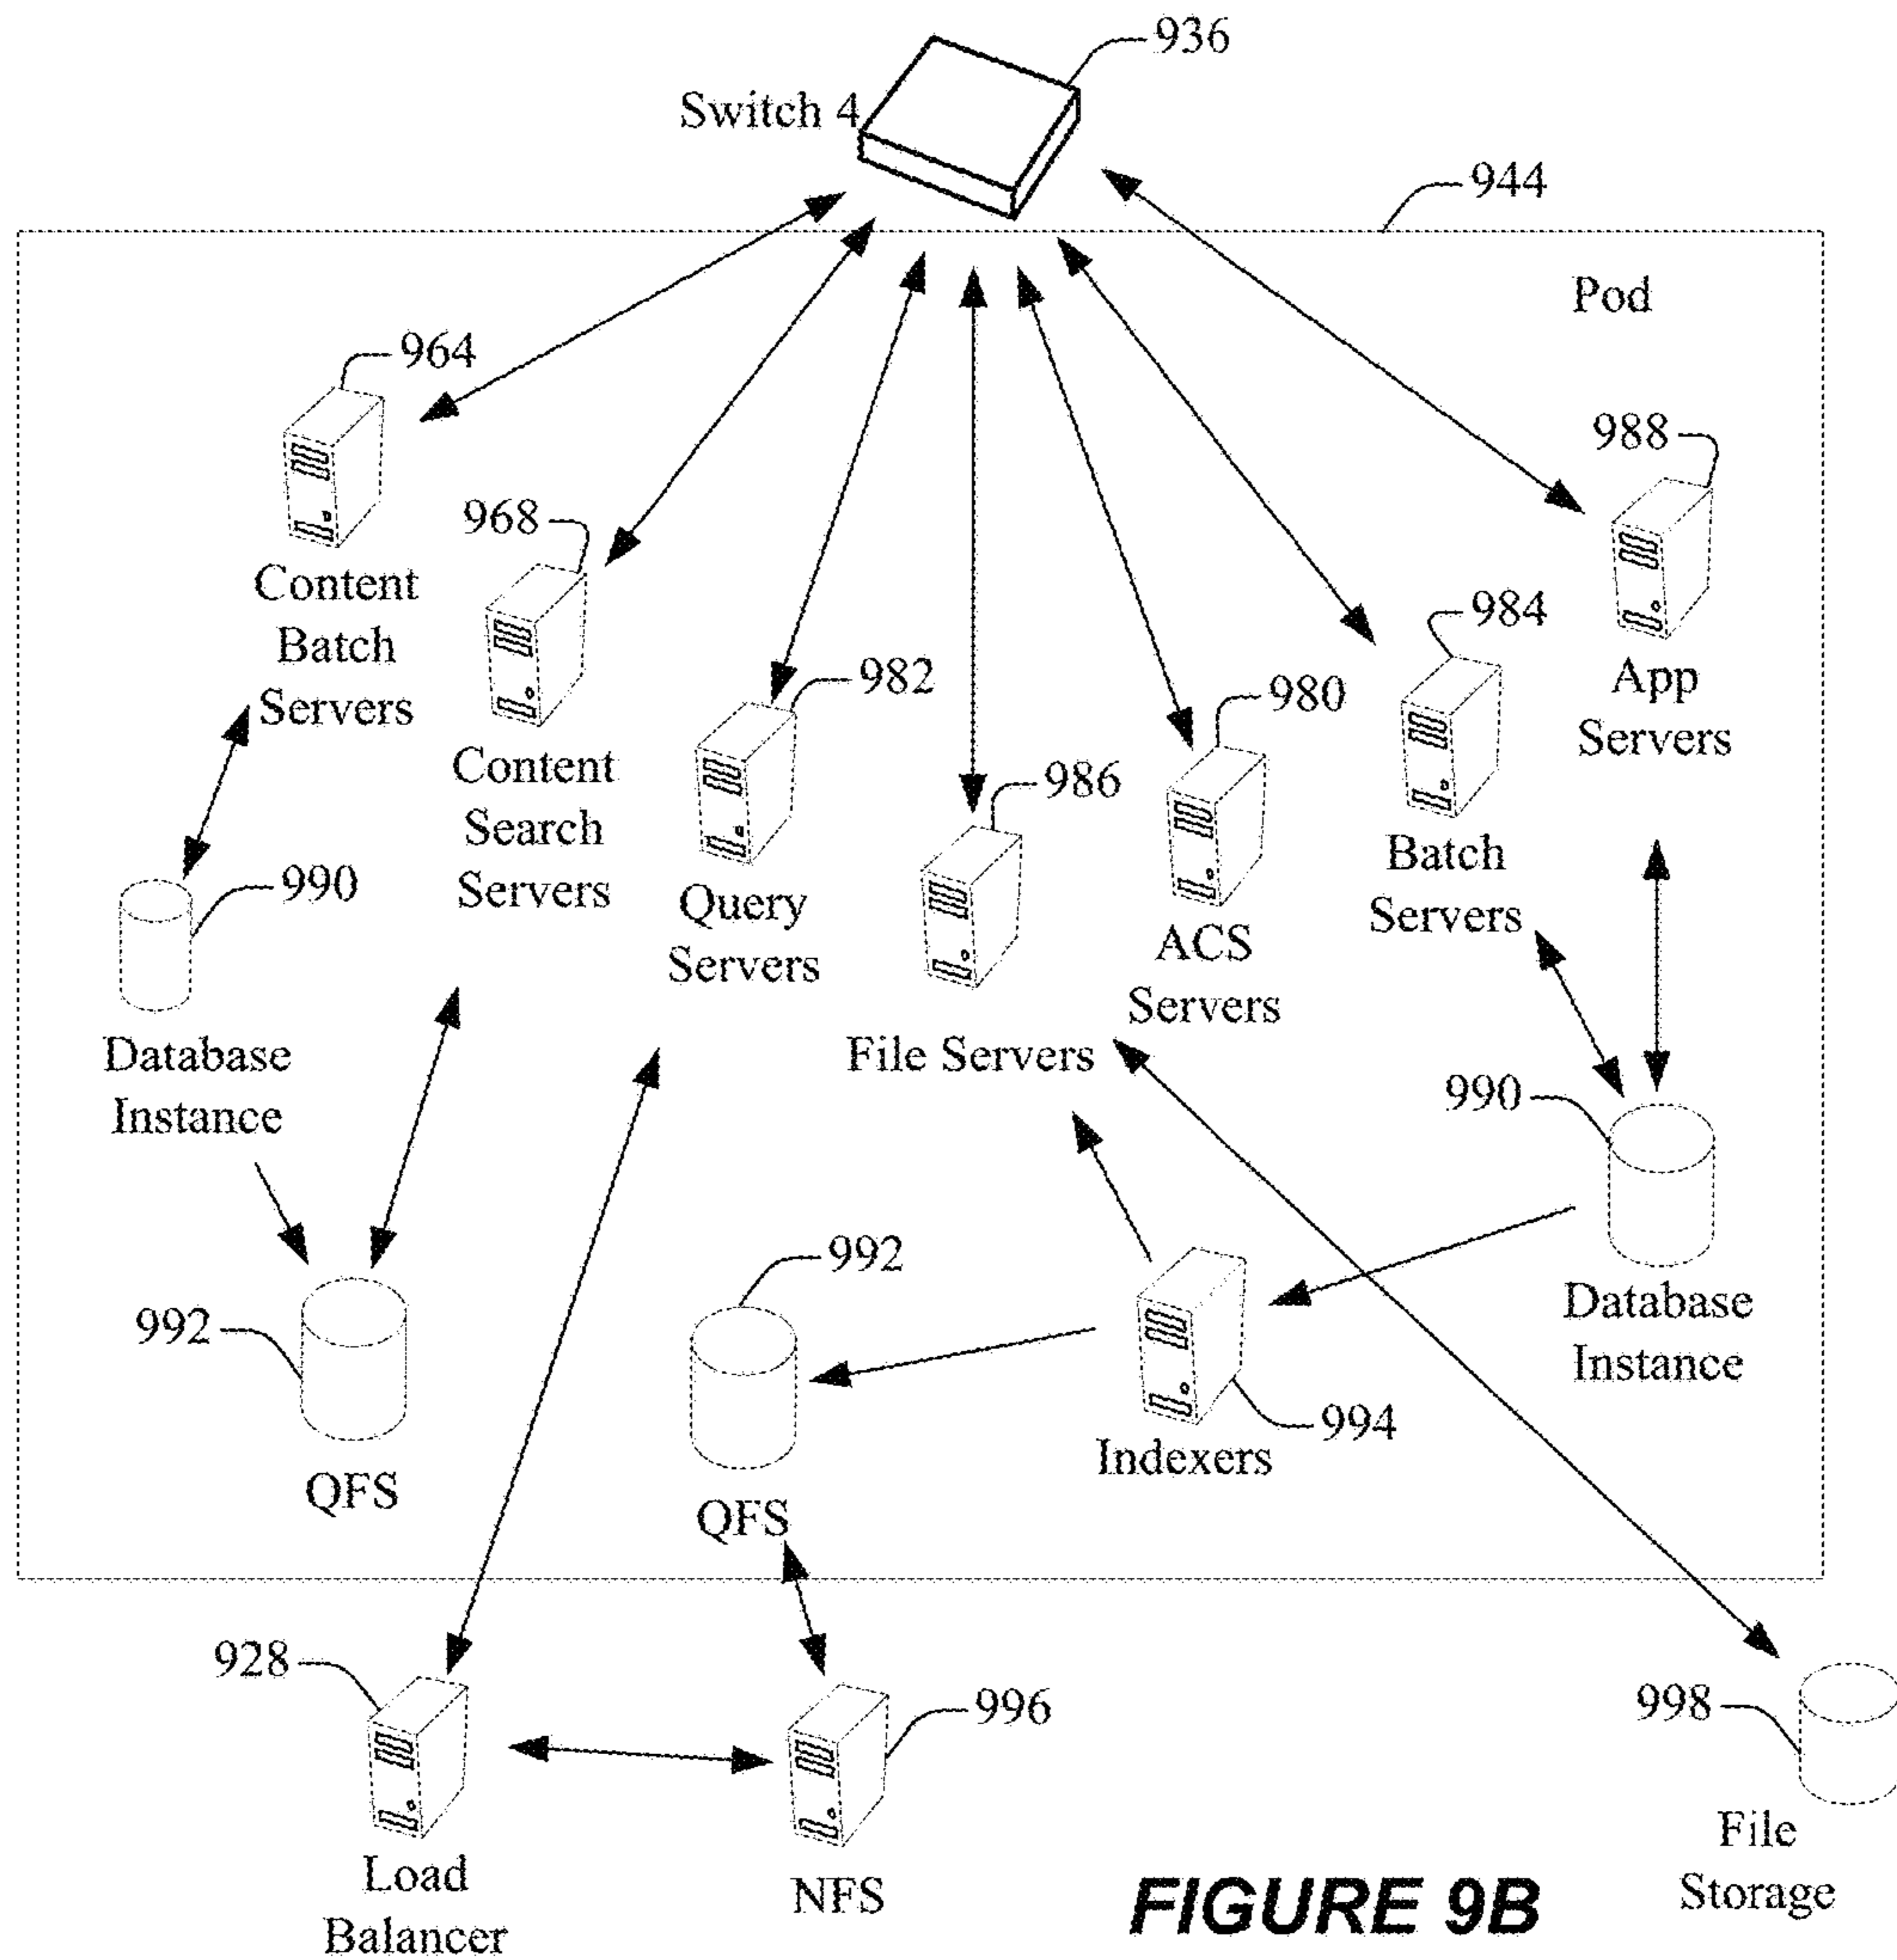 936
Switch 4
944
Pod
964
Content
Batch
Servers
968
Content
Search
Servers
982
Query
Servers
986
File Servers
980
ACS
Servers
984
Batch
Servers
988
App
Servers
990
Database
Instance
990
Database
Instance
992
QFS
992
QFS
994
Indexers
928
Load
Balancer
996
NFS
998
File
Storage
FIGURE 9B